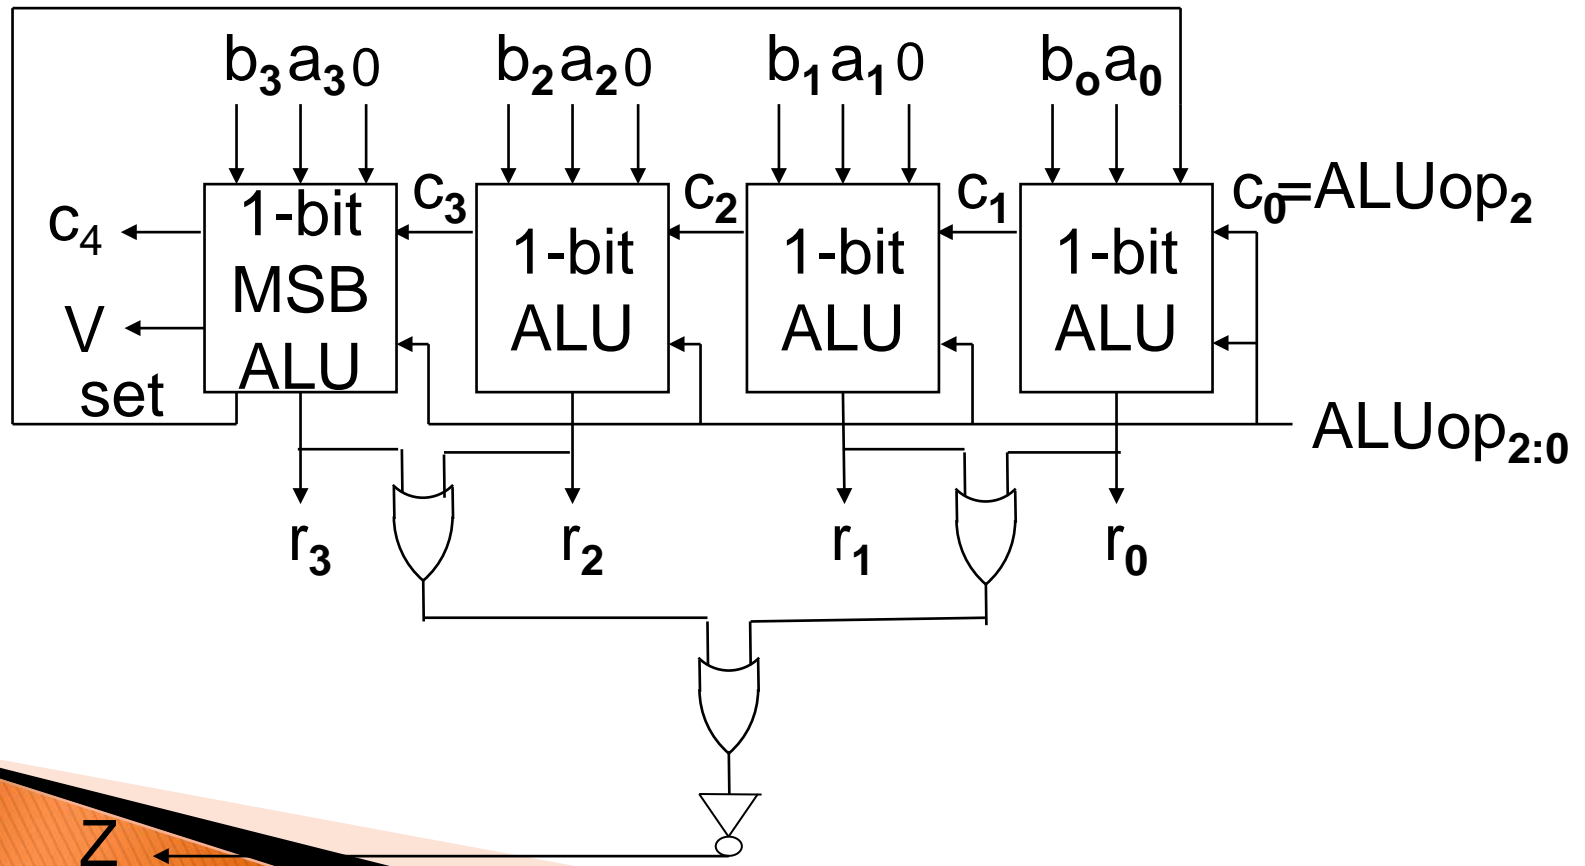 b3 a3 0 b2 a2 0 b1 a1 0 bo a0
c4 1-bit MSB ALU c3 1-bit ALU c2 1-bit ALU c1 1-bit ALU c0=ALUop2
V
set
ALUop2:0
r3 r2 r1 r0
Z